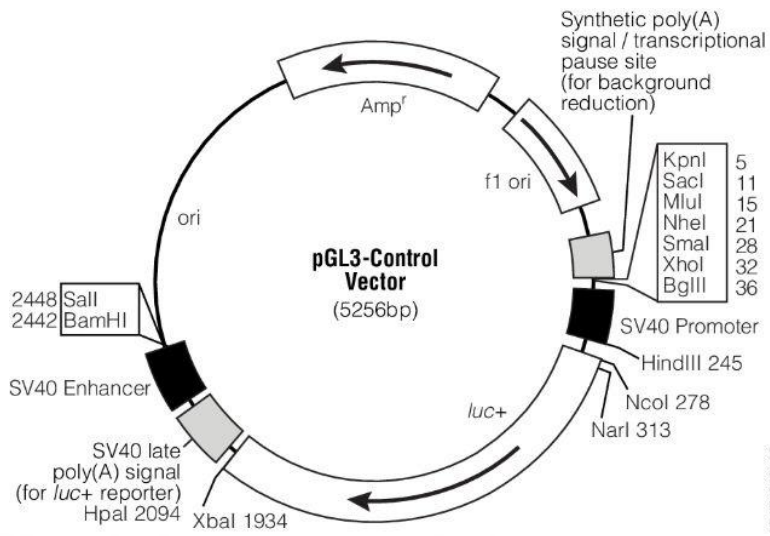 Synthetic poly(A)
signal / transcriptional
pause site
(for background
reduction)
Ampʳ
f1 ori
KpnI 5
SacI 11
MluI 15
NheI 21
SmaI 28
XhoI 32
BglII 36
ori
pGL3-Control
Vector
(5256bp)
2448 SalI
2442 BamHI
SV40 Promoter
HindIII 245
NcoI 278
NarI 313
SV40 Enhancer
luc+
SV40 late
poly(A) signal
(for luc+ reporter)
HpaI 2094
XbaI 1934